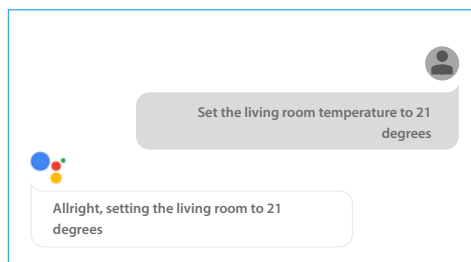 Set the living room temperature to 21
degrees
Allright, setting the living room to 21
degrees